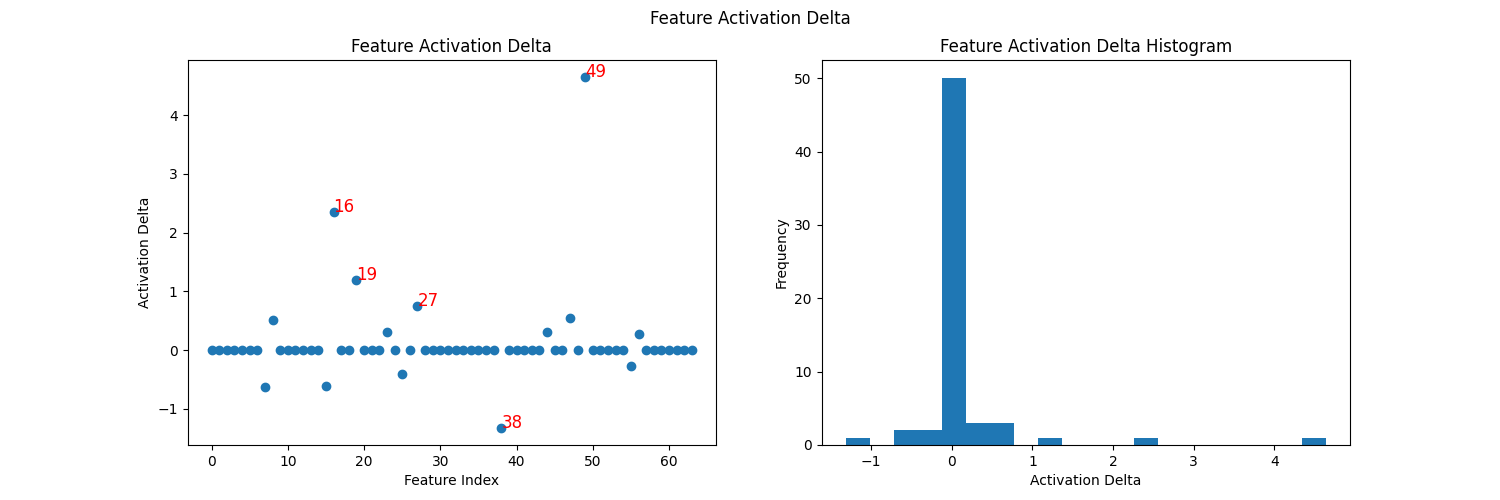 Feature Activation Delta
Feature Activation Delta
49
4
3
16
2
19
1
27
0
38
−1
0 10 20 30 40 50 60
Feature Index
Activation Delta
Feature Activation Delta Histogram
50
40
30
20
10
0
−1 0 1 2 3 4
Activation Delta
Frequency